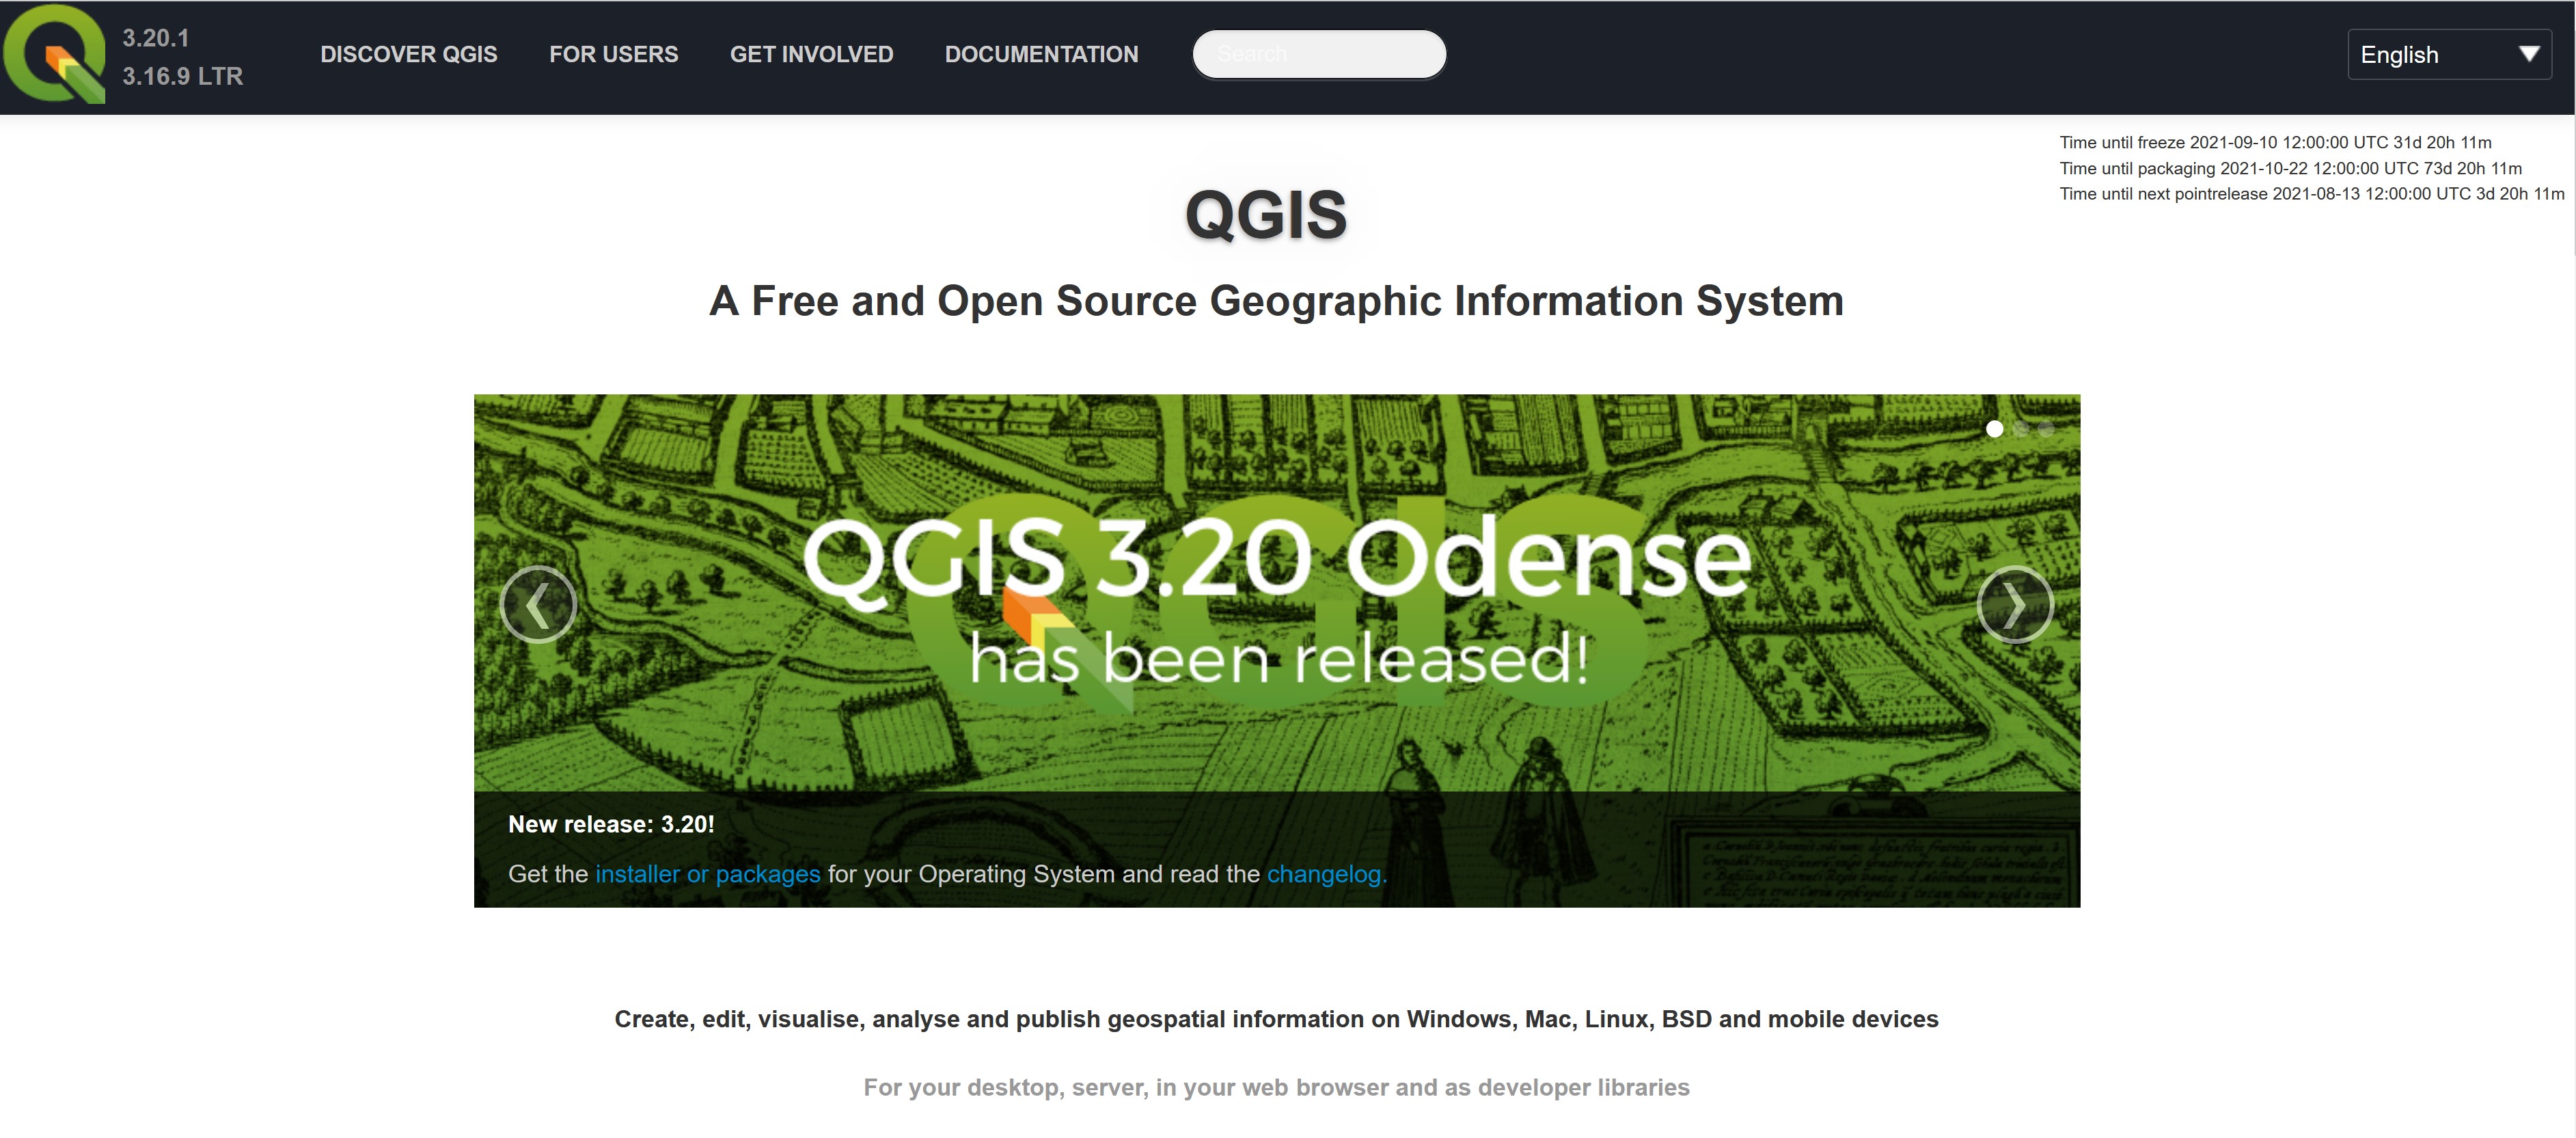 3.20.1
3.16.9 LTR
DISCOVER QGIS
FOR USERS
GET INVOLVED
DOCUMENTATION
Search
English
Time until freeze 2021-09-10 12:00:00 UTC 31d 20h 11m
Time until packaging 2021-10-22 12:00:00 UTC 73d 20h 11m
Time until next pointrelease 2021-08-13 12:00:00 UTC 3d 20h 11m
QGIS
A Free and Open Source Geographic Information System
QGIS
QGIS 3.20 Odense
has been released!
New release: 3.20!
Get the installer or packages for your Operating System and read the changelog.
Create, edit, visualise, analyse and publish geospatial information on Windows, Mac, Linux, BSD and mobile devices
For your desktop, server, in your web browser and as developer libraries